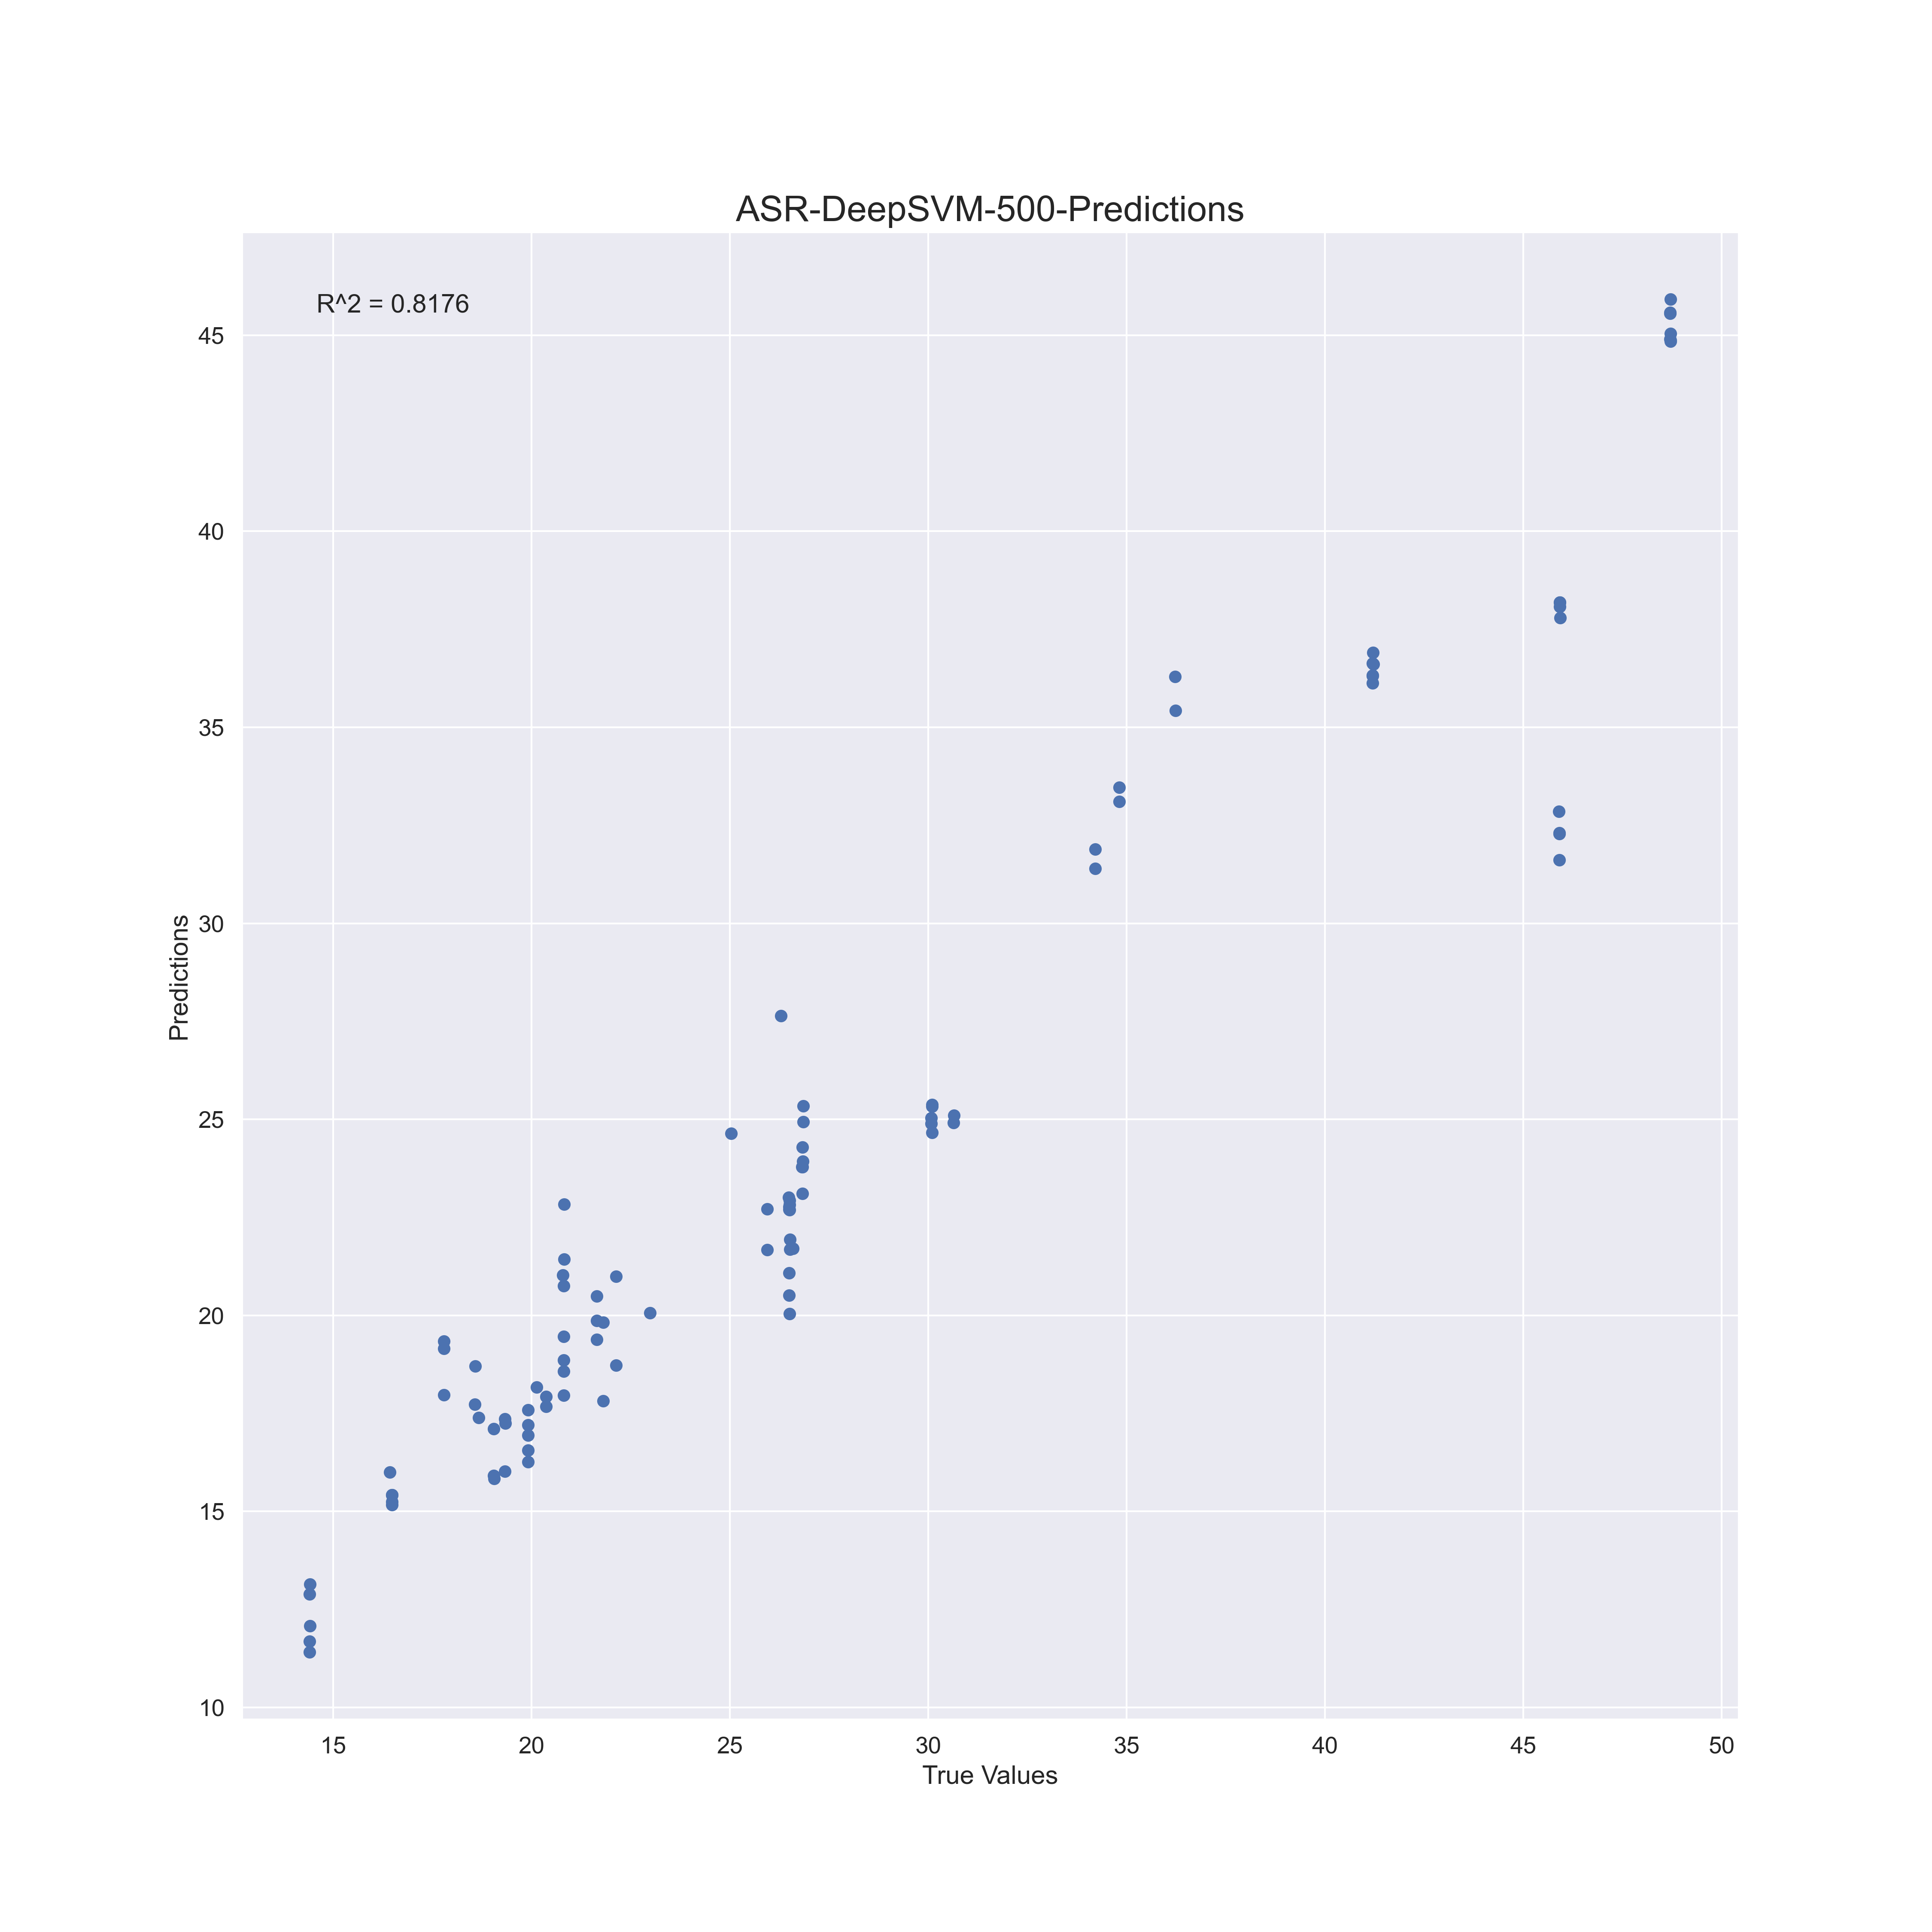 ASR-DeepSVM-500-Predictions
R^2 = 0.8176
45
40
35
30
25
20
15
10
Predictions
15 20 25 30 35 40 45 50
True Values